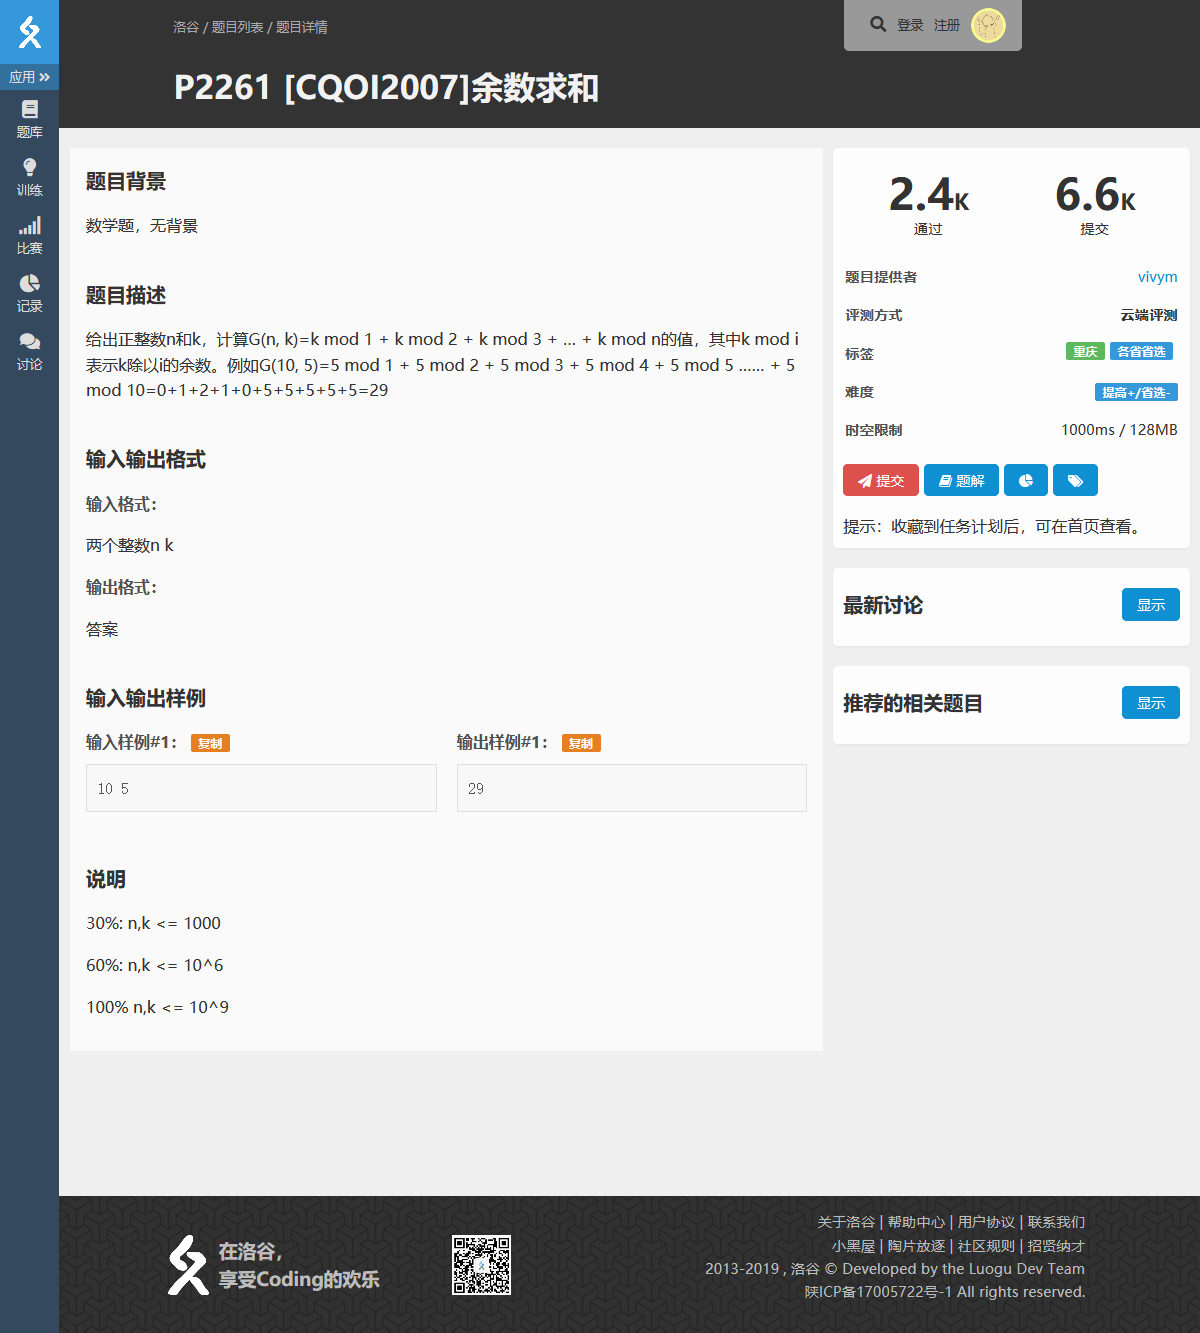 洛谷 / 题目列表 / 题目详情
登录 注册
P2261 [CQOI2007]余数求和
应用
题库
训练
比赛
记录
讨论
题目背景
数学题，无背景
题目描述
给出正整数n和k，计算G(n, k)=k mod 1 + k mod 2 + k mod 3 + … + k mod n的值，其中k mod i
表示k除以i的余数。例如G(10, 5)=5 mod 1 + 5 mod 2 + 5 mod 3 + 5 mod 4 + 5 mod 5 …… + 5
mod 10=0+1+2+1+0+5+5+5+5+5=29
输入输出格式
输入格式：
两个整数n k
输出格式：
答案
输入输出样例
输入样例#1： 复制
10 5
输出样例#1： 复制
29
说明
30%: n,k <= 1000
60%: n,k <= 10^6
100% n,k <= 10^9
2.4K
通过
6.6K
提交
题目提供者 vivym
评测方式 云端评测
标签 重庆 各省省选
难度 提高+/省选-
时空限制 1000ms / 128MB
提交 题解
提示：收藏到任务计划后，可在首页查看。
最新讨论 显示
推荐的相关题目 显示
在洛谷，
享受Coding的欢乐
关于洛谷 | 帮助中心 | 用户协议 | 联系我们
小黑屋 | 陶片放逐 | 社区规则 | 招贤纳才
2013-2019 , 洛谷 © Developed by the Luogu Dev Team
陕ICP备17005722号-1 All rights reserved.